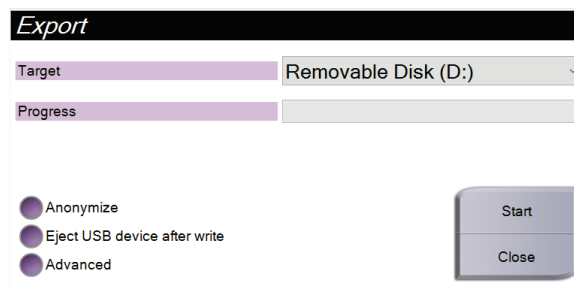 Export
Target
Removable Disk (D:)
Progress
Anonymize
Eject USB device after write
Advanced
Start
Close